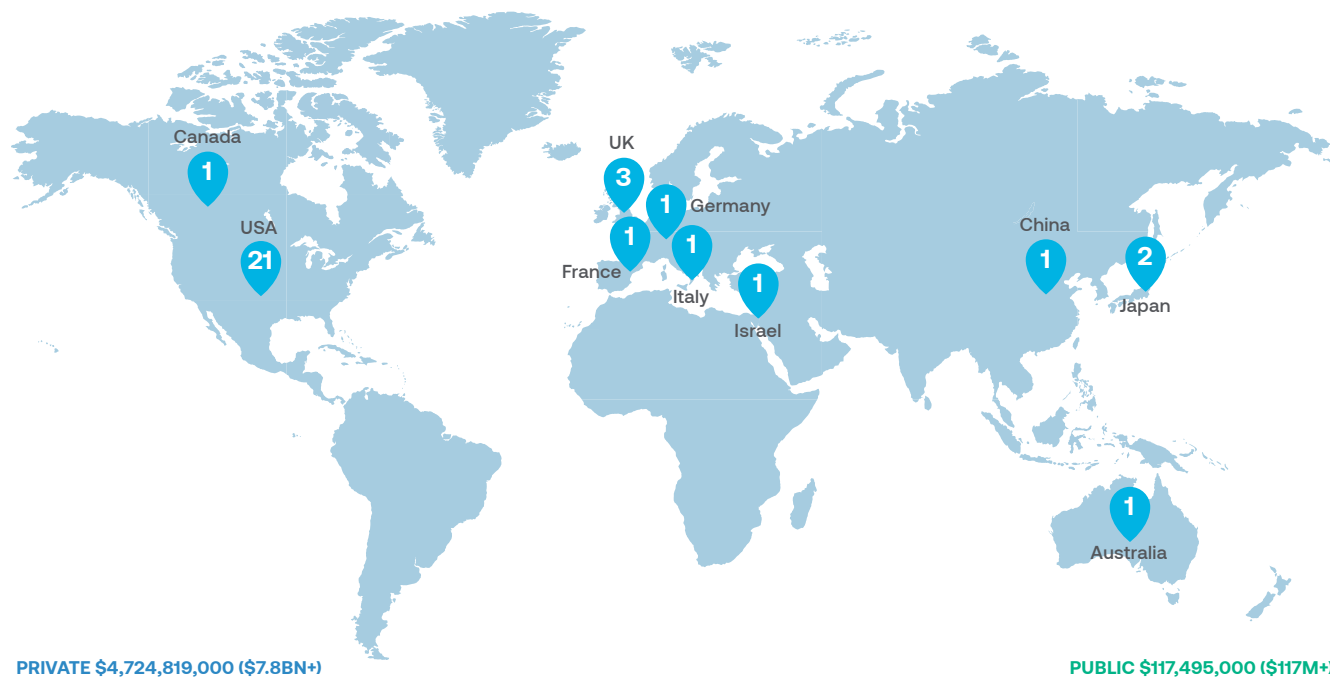 Canada
1
UK
3
1
Germany
USA
21
1
France
1
Italy
1
Israel
China
1
2
Japan
1
Australia
PRIVATE $4,724,819,000 ($7.8BN+)
PUBLIC $117,495,000 ($117M+)